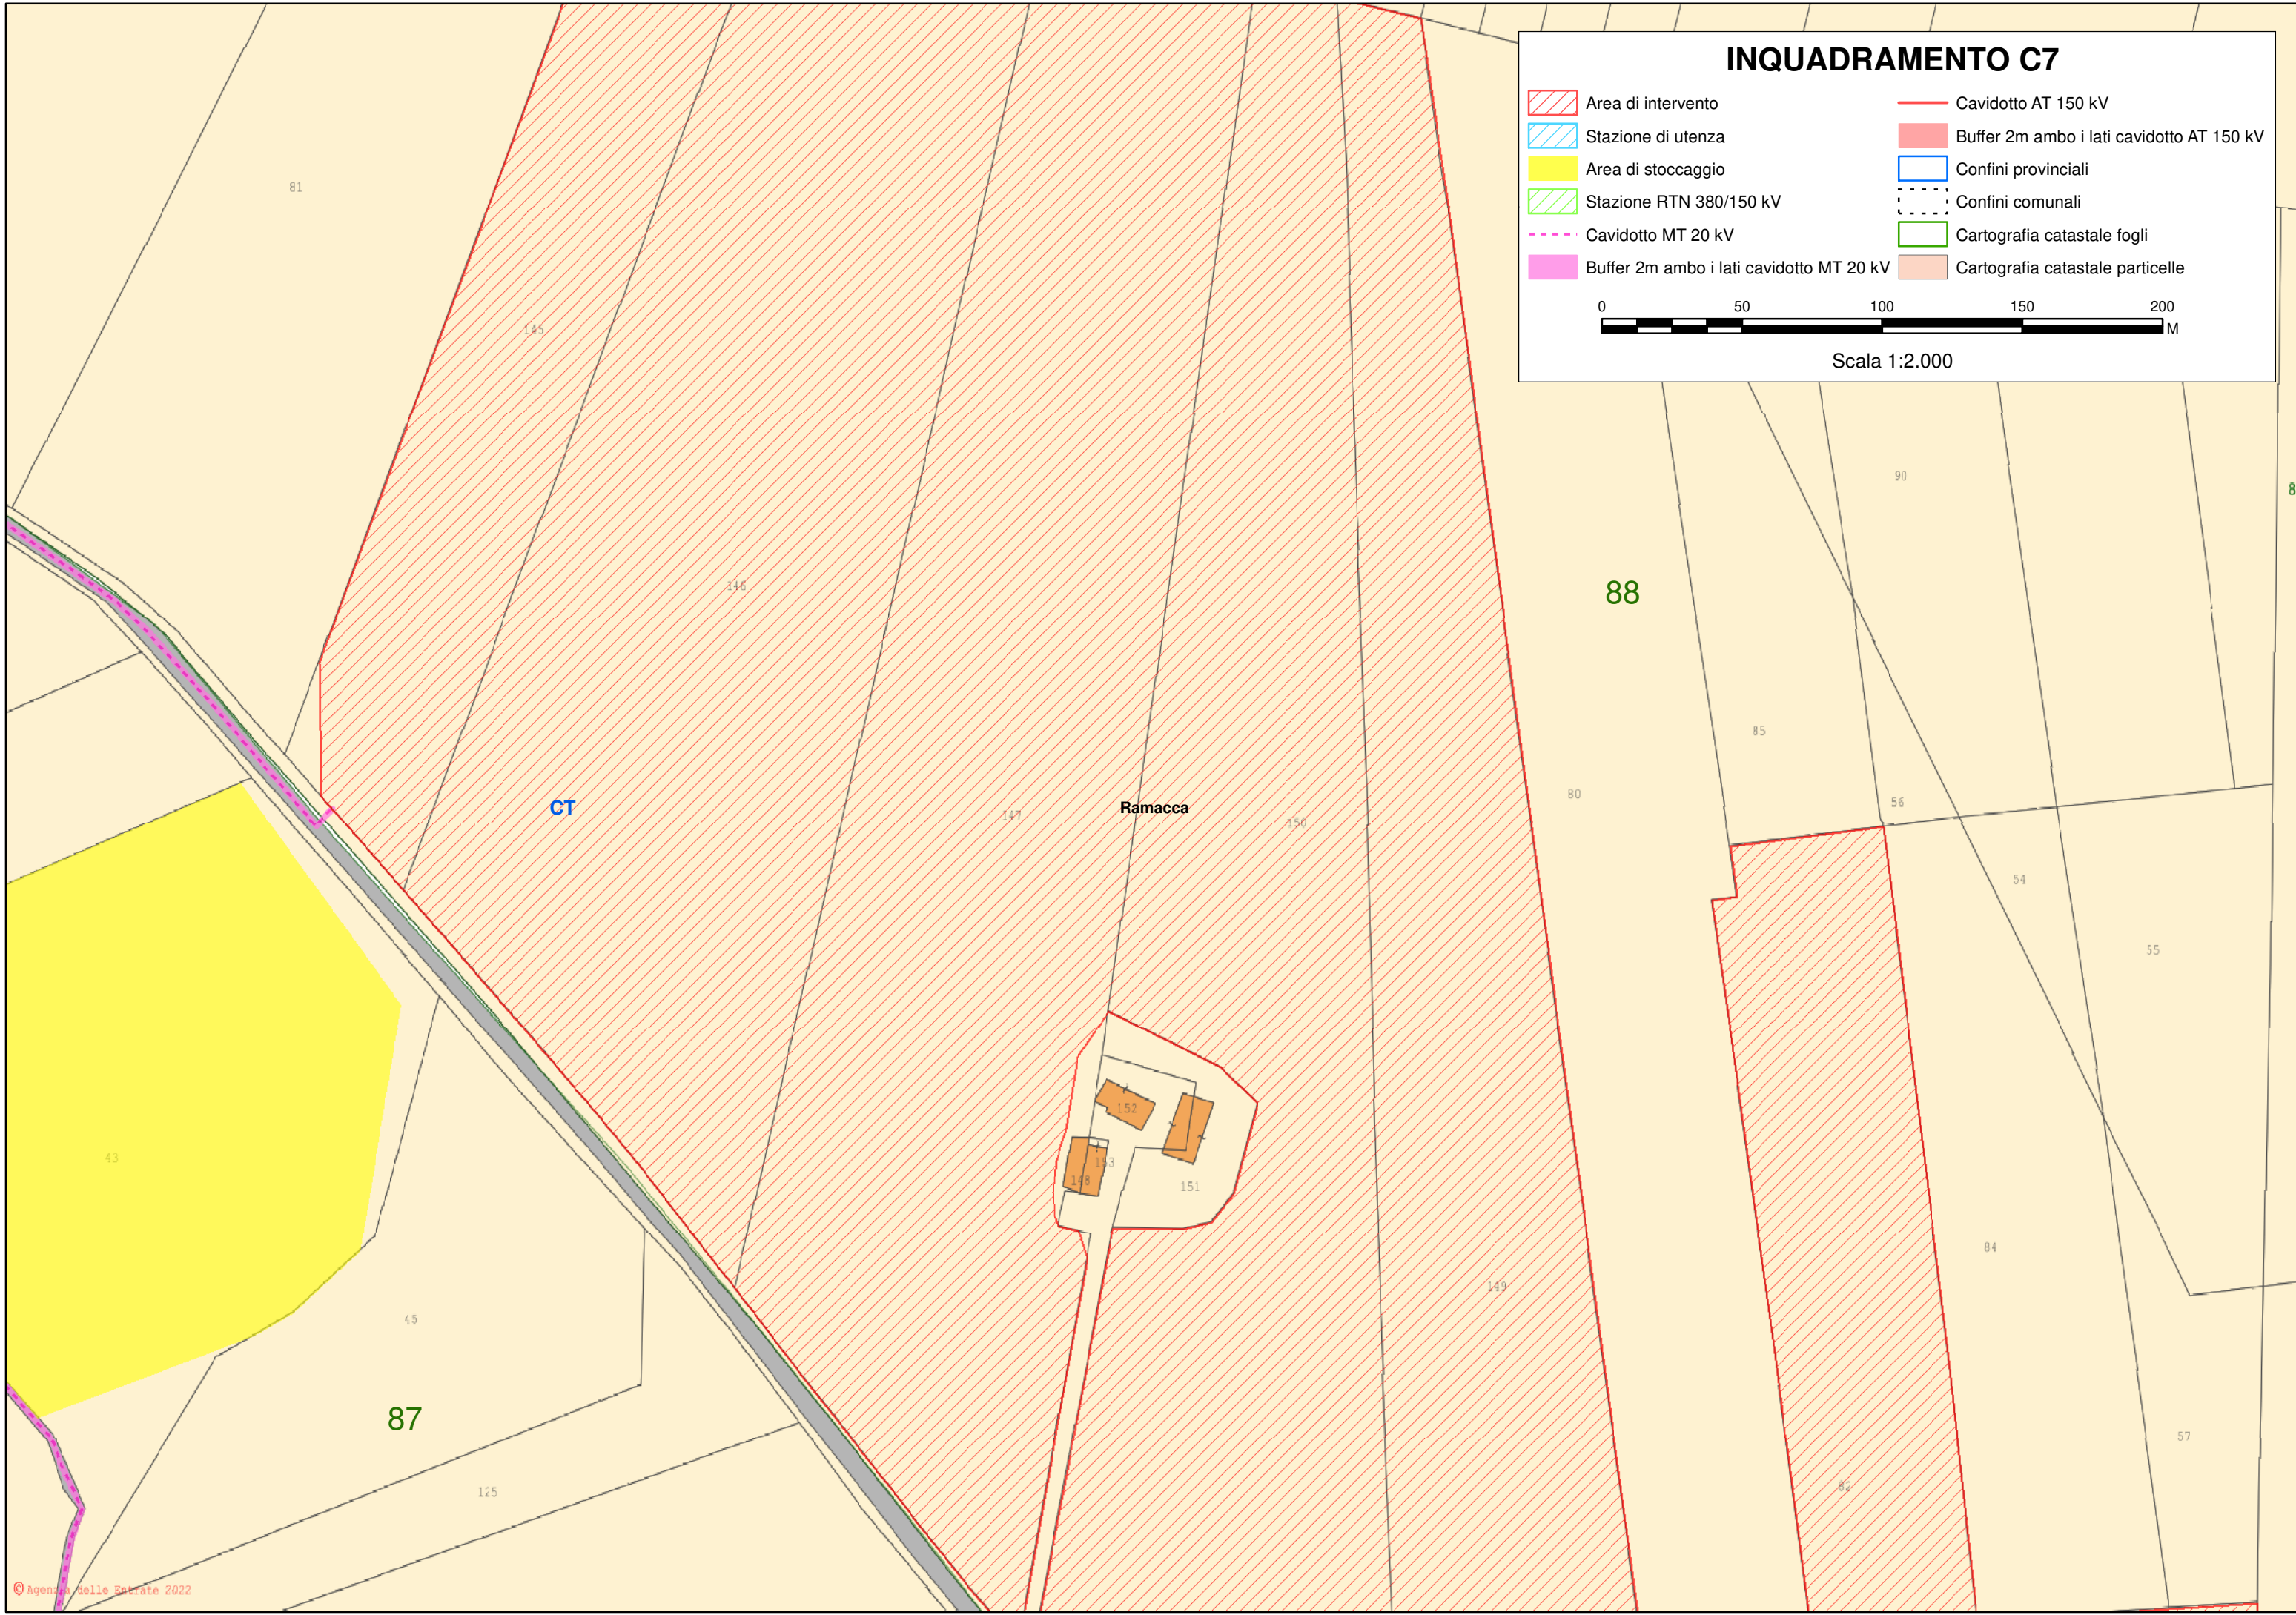 INQUADRAMENTO C7
Area di intervento
Stazione di utenza
Area di stoccaggio
Stazione RTN 380/150 kV
Cavidotto MT 20 kV
Buffer 2m ambo i lati cavidotto MT 20 kV
Cavidotto AT 150 kV
Buffer 2m ambo i lati cavidotto AT 150 kV
Confini provinciali
Confini comunali
Cartografia catastale fogli
Cartografia catastale particelle
0 50 100 150 200
M
Scala 1:2.000
81
145
146
90
8
88
85
80
56
CT
147
Ramacca
150
54
55
152
153
148
151
43
84
149
45
87
57
82
125
© Agenzia delle Entrate 2022